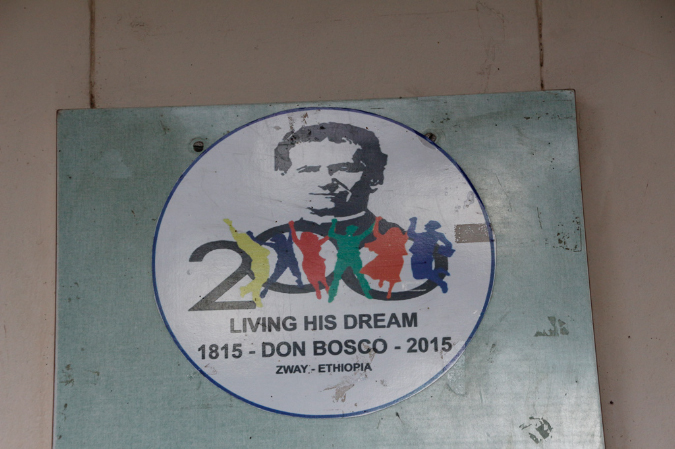 200
LIVING HIS DREAM
1815 - DON BOSCO - 2015
ZWAY - ETHIOPIA